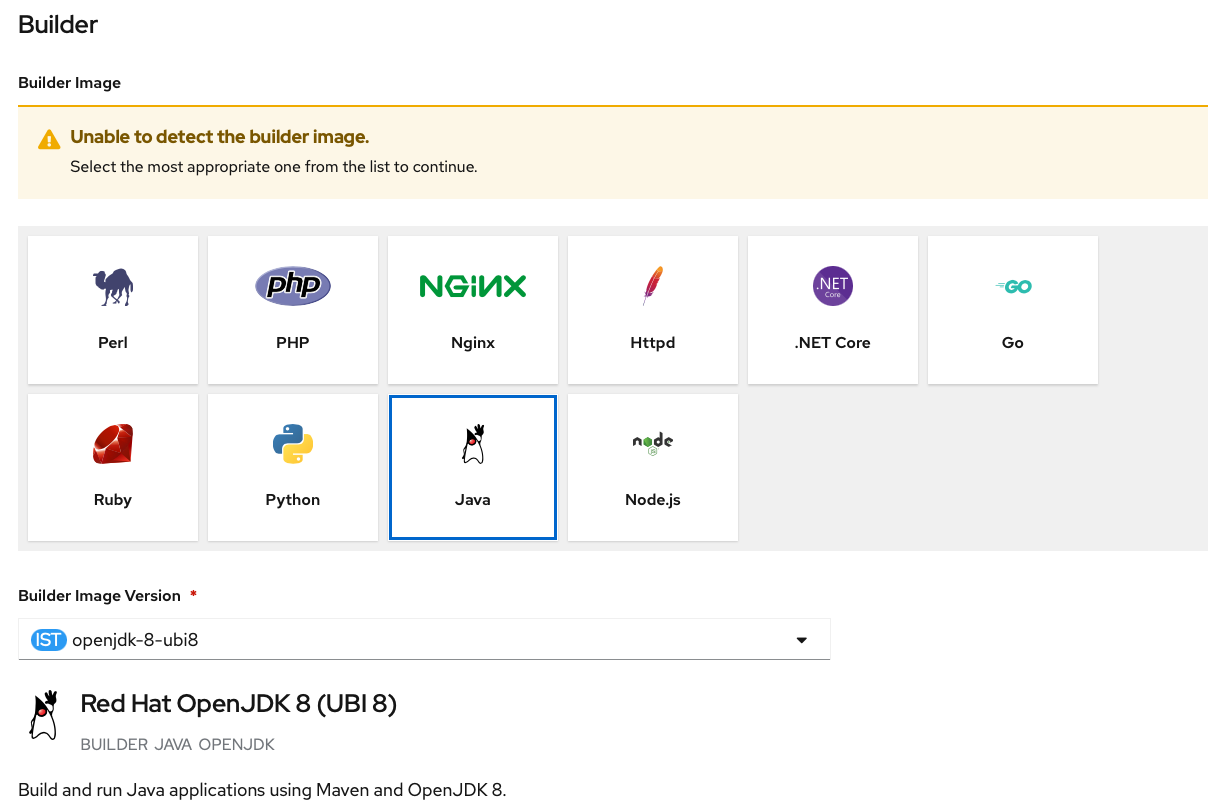 Builder
Builder Image
Unable to detect the builder image.
Select the most appropriate one from the list to continue.
php
NGiNX
.NET
Core
GO
Perl
PHP
Nginx
Httpd
.NET Core
Go
node
JS
Ruby
Python
Java
Node.js
Builder Image Version *
IST openjdk-8-ubi8
Red Hat OpenJDK 8 (UBI 8)
BUILDER JAVA OPENJDK
Build and run Java applications using Maven and OpenJDK 8.